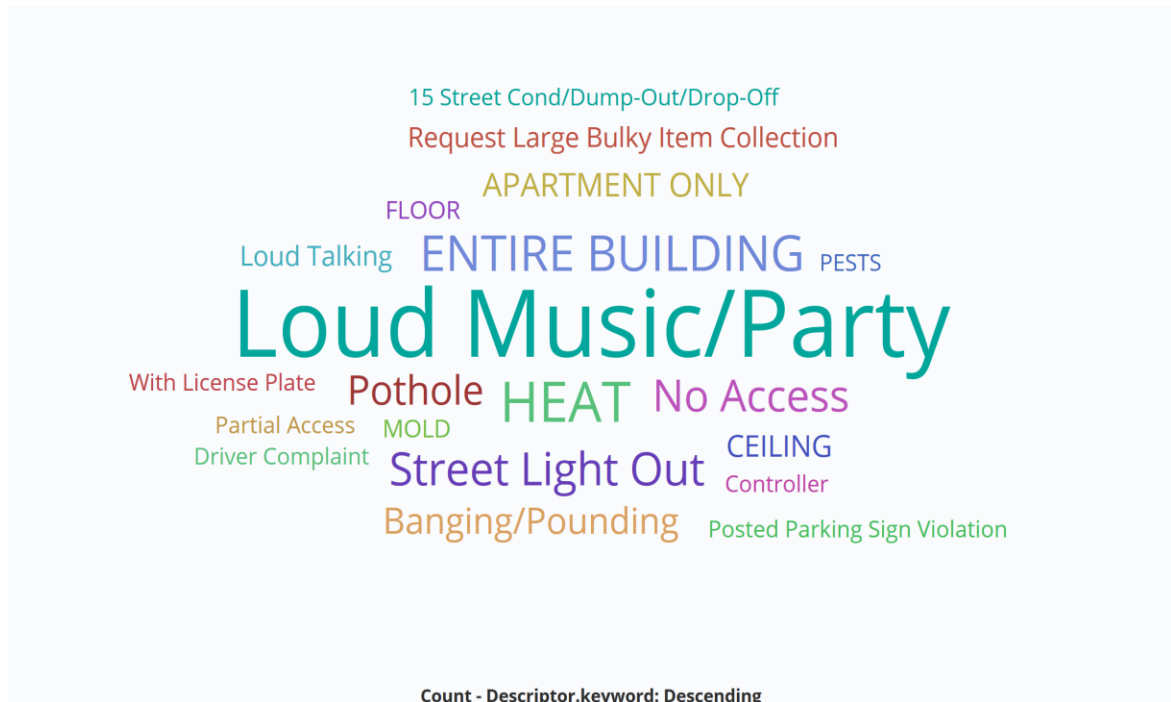 15 Street Cond/Dump-Out/Drop-Off
Request Large Bulky Item Collection
APARTMENT ONLY
FLOOR
Loud Talking
ENTIRE BUILDING
PESTS
Loud Music/Party
With License Plate
Pothole
HEAT
No Access
Partial Access
MOLD
CEILING
Driver Complaint
Street Light Out
Controller
Banging/Pounding
Posted Parking Sign Violation
Count - Descriptor.keyword: Descending